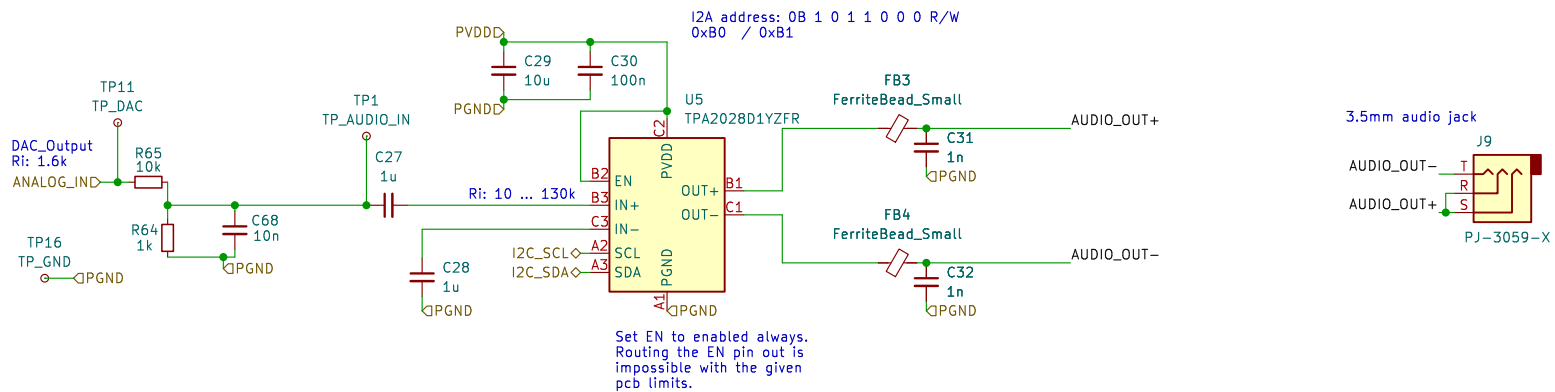 I2A address: 0B 1 0 1 1 0 0 0 R/W
0xB0  / 0xB1
PVDD
C29
10u
C30
100n
PGND
TP11
TP_DAC
TP1
TP_AUDIO_IN
U5
TPA2028D1YZFR
FB3
FerriteBead_Small
AUDIO_OUT+
C31
1n
PGND
3.5mm audio jack
J9
AUDIO_OUT-
AUDIO_OUT+
T
R
S
PJ-3059-X
DAC_Output
Ri: 1.6k
ANALOG_IN
R65
10k
C27
1u
Ri: 10 ... 130k
R64
1k
C68
10n
PGND
TP16
TP_GND
PGND
C28
1u
PGND
I2C_SCL
I2C_SDA
C2
PVDD
B2
EN
B3
IN+
C3
IN-
A2
SCL
A3
SDA
OUT+
B1
OUT-
C1
PGND
A1
PGND
FB4
FerriteBead_Small
AUDIO_OUT-
C32
1n
PGND
Set EN to enabled always.
Routing the EN pin out is
impossible with the given
pcb limits.